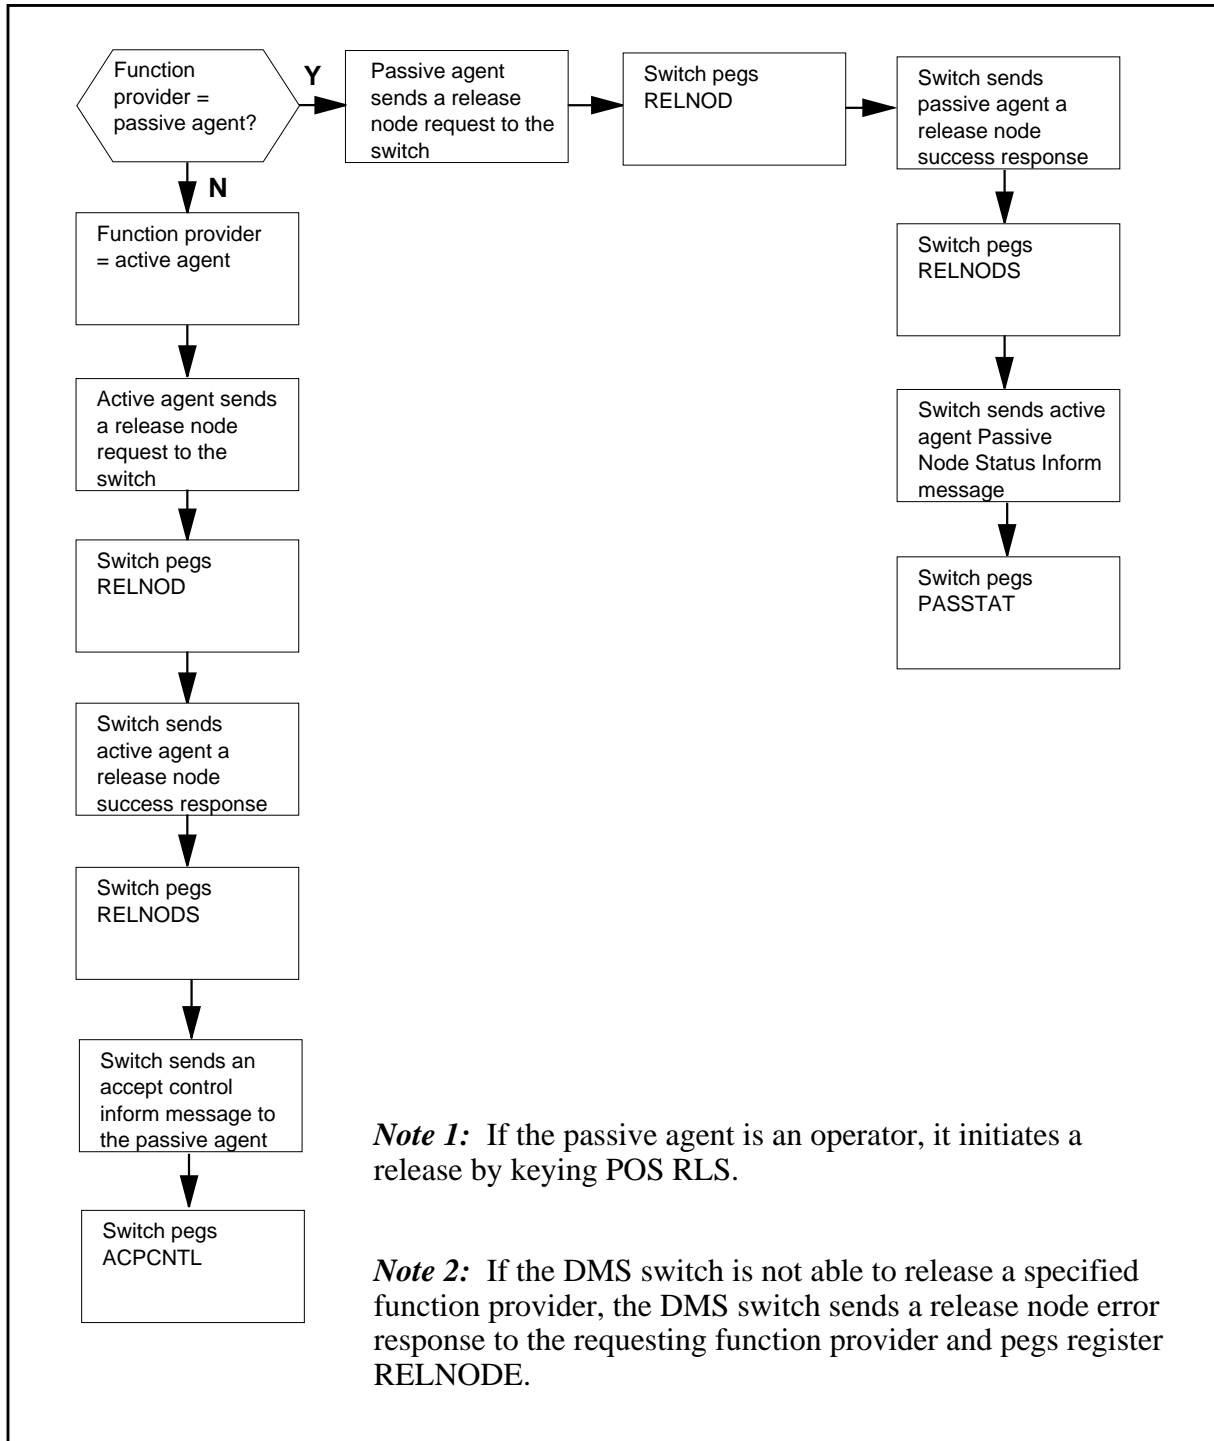 Function
provider =
passive agent?
Y
Passive agent
sends a release
node request to the
switch
Switch pegs
RELNOD
Switch sends
passive agent a
release node
success response
Switch pegs
RELNODS
Switch sends active
agent Passive
Node Status Inform
message
Switch pegs
PASSTAT
N
Function provider
= active agent
Active agent sends
a release node
request to the
switch
Switch pegs
RELNOD
Switch sends
active agent a
release node
success response
Switch pegs
RELNODS
Switch sends an
accept control
inform message to
the passive agent
Switch pegs
ACPCNTL
Note 1: If the passive agent is an operator, it initiates a
release by keying POS RLS.
Note 2: If the DMS switch is not able to release a specified
function provider, the DMS switch sends a release node error
response to the requesting function provider and pegs register
RELNODE.